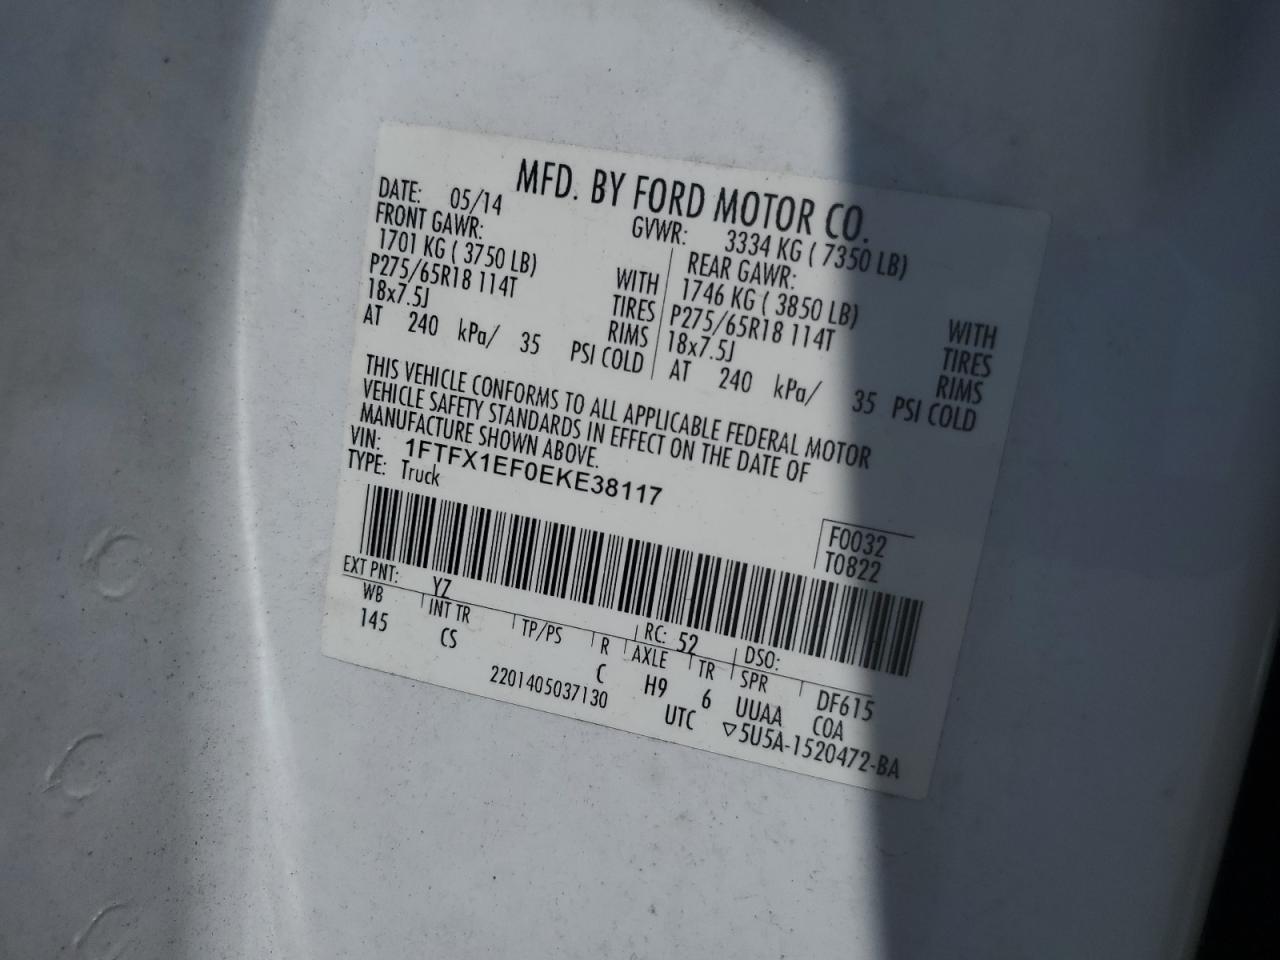 MFD. BY FORD MOTOR CO.
DATE: 05/14 GVWR: 3334 KG ( 7350 LB)
FRONT GAWR: REAR GAWR:
1701 KG ( 3750 LB) WITH 1746 KG ( 3850 LB) WITH
P275/65R18 114T TIRES P275/65R18 114T TIRES
18x7.5J RIMS 18x7.5J RIMS
AT 240 kPa/ 35 PSI COLD AT 240 kPa/ 35 PSI COLD
THIS VEHICLE CONFORMS TO ALL APPLICABLE FEDERAL MOTOR
VEHICLE SAFETY STANDARDS IN EFFECT ON THE DATE OF
MANUFACTURE SHOWN ABOVE.
VIN: 1FTFX1EF0EKE38117
TYPE: Truck
F0032
T0822
EXT PNT: YZ RC: 52 DSO:
WB INT TR TP/PS R AXLE TR SPR DF615
145 CS C H9 6 UUAA COA
2201405037130 UTC ▽5U5A-1520472-BA